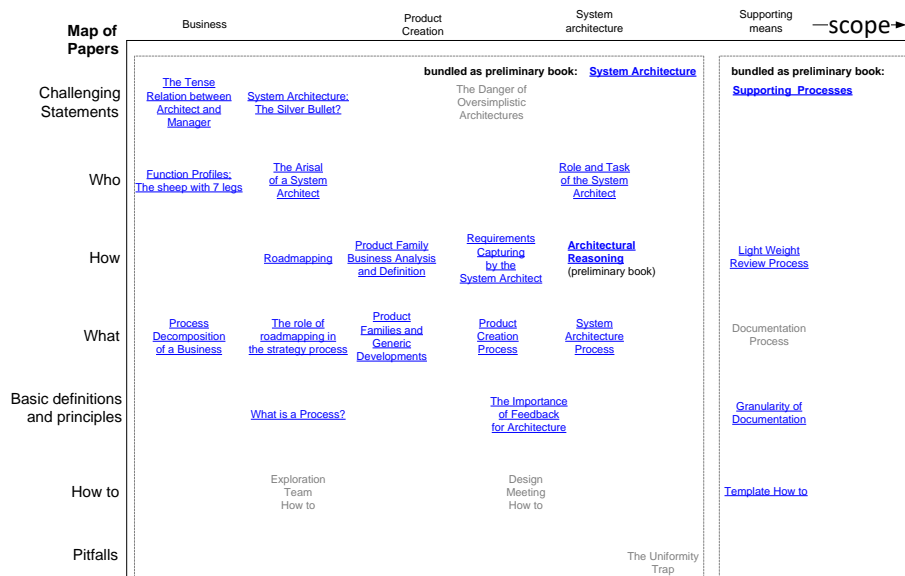 Map of
Papers
Business
Product
Creation
System
architecture
Supporting
means
scope
Challenging
Statements
The Tense
Relation between
Architect and
Manager
System Architecture;
The Silver Bullet?
bundled as preliminary book: System Architecture
The Danger of
Oversimplistic
Architectures
bundled as preliminary book:
Supporting Processes
Who
Function Profiles;
The sheep with 7 legs
The Arisal
of a System
Architect
Role and Task
of the System
Architect
How
Roadmapping
Product Family
Business Analysis
and Definition
Requirements
Capturing
by the
System Architect
Architectural
Reasoning
(preliminary book)
Light Weight
Review Process
What
Process
Decomposition
of a Business
The role of
roadmapping in
the strategy process
Product
Families and
Generic
Developments
Product
Creation
Process
System
Architecture
Process
Documentation
Process
Basic definitions
and principles
What is a Process?
The Importance
of Feedback
for Architecture
Granularity of
Documentation
How to
Exploration
Team
How to
Design
Meeting
How to
Template How to
Pitfalls
The Uniformity
Trap